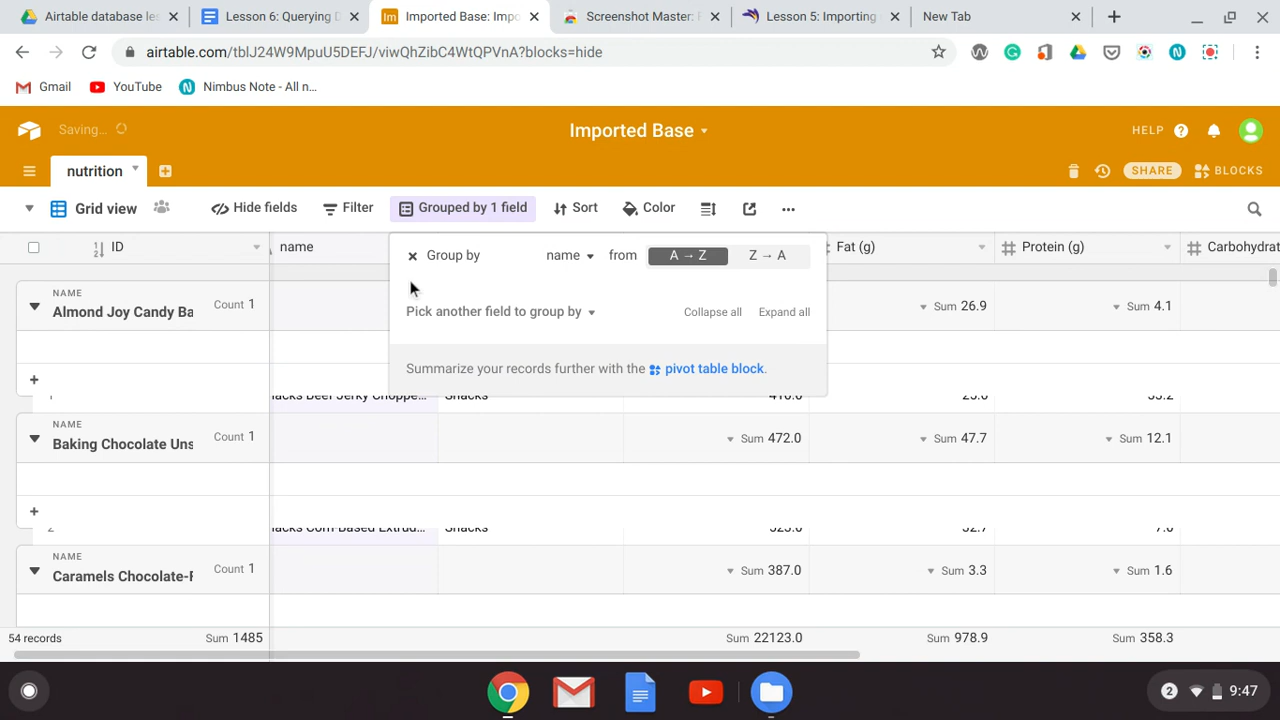 Airtable database le
Lesson 6: Querying D
Imported Base: Impo
Screenshot Master: F
Lesson 5: Importing
New Tab
airtable.com/tblJ24W9MpuU5DEFJ/viwQhZibC4WtQPVnA?blocks=hide
Gmail
YouTube
Nimbus Note - All n...
Saving...
Imported Base
HELP
nutrition
SHARE
BLOCKS
Grid view
Hide fields
Filter
Grouped by 1 field
Sort
Color
ID
name
Group by
name
from
A → Z
Z → A
Fat (g)
Protein (g)
Carbohydrat
NAME
Almond Joy Candy Ba
Count 1
Pick another field to group by
Collapse all
Expand all
Sum 26.9
Sum 4.1
Summarize your records further with the pivot table block.
NAME
Baking Chocolate Uns
Count 1
Sum 472.0
Sum 47.7
Sum 12.1
NAME
Caramels Chocolate-F
Count 1
Sum 387.0
Sum 3.3
Sum 1.6
54 records
Sum 1485
Sum 22123.0
Sum 978.9
Sum 358.3
2
9:47